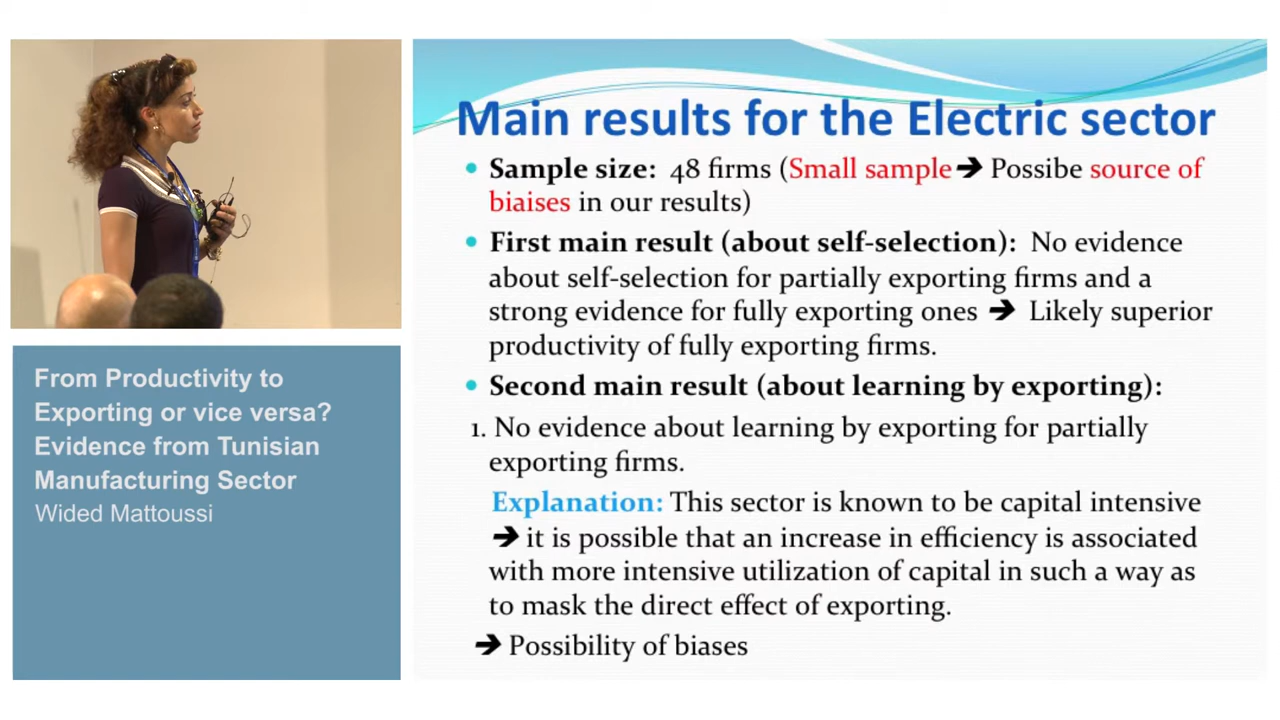 Main results for the Electric sector
• Sample size: 48 firms (Small sample➔ Possibe source of
biaises in our results)
• First main result (about self-selection): No evidence
about self-selection for partially exporting firms and a
strong evidence for fully exporting ones ➔ Likely superior
productivity of fully exporting firms.
• Second main result (about learning by exporting):
1. No evidence about learning by exporting for partially
exporting firms.
Explanation: This sector is known to be capital intensive
➔ it is possible that an increase in efficiency is associated
with more intensive utilization of capital in such a way as
to mask the direct effect of exporting.
➔ Possibility of biases
From Productivity to
Exporting or vice versa?
Evidence from Tunisian
Manufacturing Sector
Wided Mattoussi